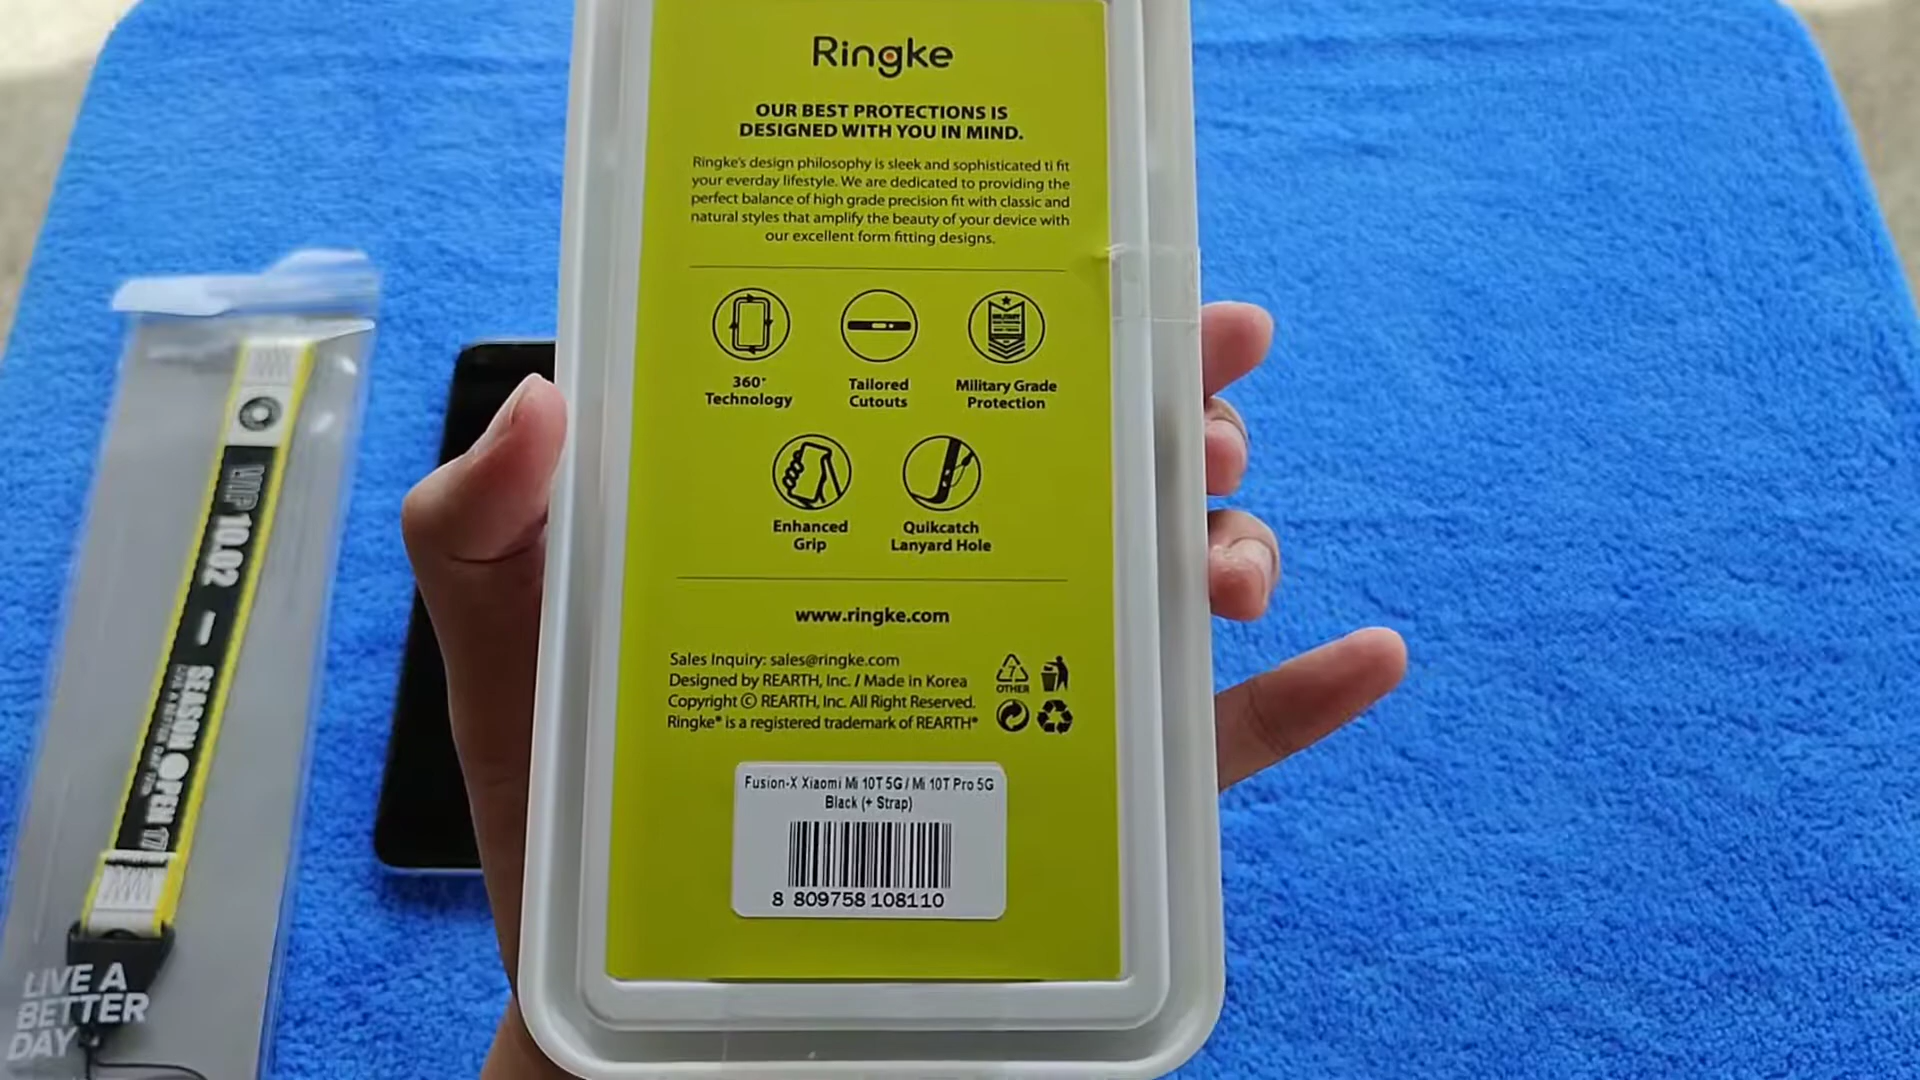 Ringke
OUR BEST PROTECTIONS IS
DESIGNED WITH YOU IN MIND.
Ringke's design philosophy is sleek and sophisticated ti fit
your everday lifestyle. We are dedicated to providing the
perfect balance of high grade precision fit with classic and
natural styles that amplify the beauty of your device with
our excellent form fitting designs.
360°
Technology
Tailored
Cutouts
MILITARY
Military Grade
Protection
Enhanced
Grip
Quikcatch
Lanyard Hole
www.ringke.com
Sales Inquiry: sales@ringke.com
Designed by REARTH, Inc. / Made in Korea
Copyright © REARTH, Inc. All Right Reserved.
Ringke® is a registered trademark of REARTH®
7
OTHER
Fusion-X Xiaomi Mi 10T 5G / Mi 10T Pro 5G
Black (+ Strap)
8 809758 108110
VIP 10.02 – SEASON OPEN
LIVE A
BETTER
DAY